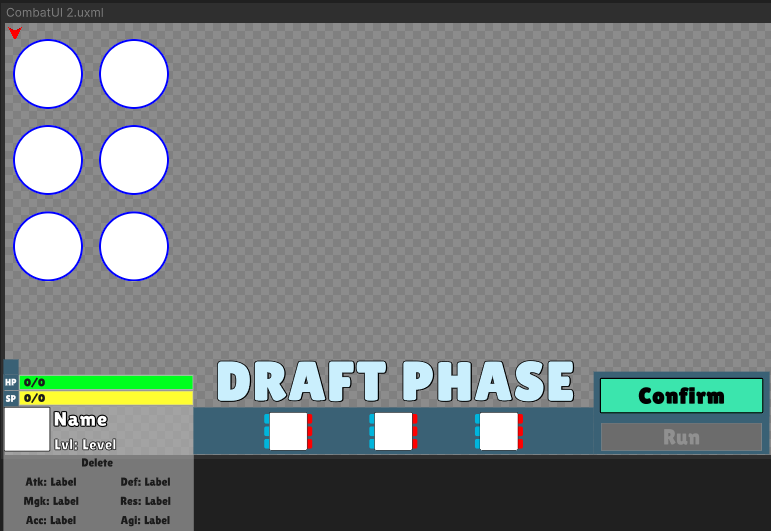 CombatUI 2.uxml
DRAFT PHASE
HP 0/0
SP 0/0
Confirm
Name
Lvl: Level
Run
Delete
Atk: Label Def: Label
Mgk: Label Res: Label
Acc: Label Agi: Label